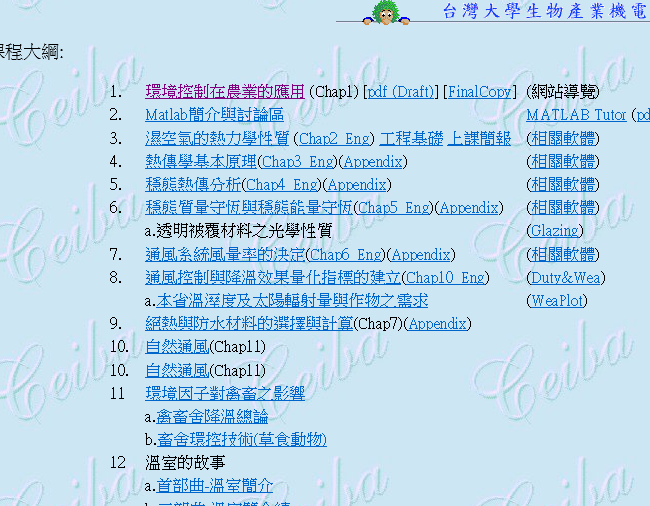 台灣大學生物產業機電
課程大綱:
1. 環境控制在農業的應用 (Chap1) [pdf (Draft)] [FinalCopy] (網站導覽)
2. Matlab簡介與討論區 MATLAB Tutor (pd
3. 濕空氣的熱力學性質 (Chap2_Eng) 工程基礎 上課簡報 (相關軟體)
4. 熱傳學基本原理(Chap3_Eng)(Appendix) (相關軟體)
5. 穩態熱傳分析(Chap4_Eng)(Appendix) (相關軟體)
6. 穩態質量守恆與穩態能量守恆(Chap5_Eng)(Appendix) (相關軟體)
a.透明被覆材料之光學性質 (Glazing)
7. 通風系統風量率的決定(Chap6_Eng)(Appendix) (相關軟體)
8. 通風控制與降溫效果量化指標的建立(Chap10_Eng) (Duty&Wea)
a.本省溫溼度及太陽輻射量與作物之需求 (WeaPlot)
9. 絕熱與防水材料的選擇與計算(Chap7)(Appendix)
10. 自然通風(Chap11)
10. 自然通風(Chap11)
11 環境因子對禽畜之影響
a.禽畜舍降溫總論
b.畜舍環控技術(草食動物)
12 溫室的故事
a.首部曲-溫室簡介
Ceiba